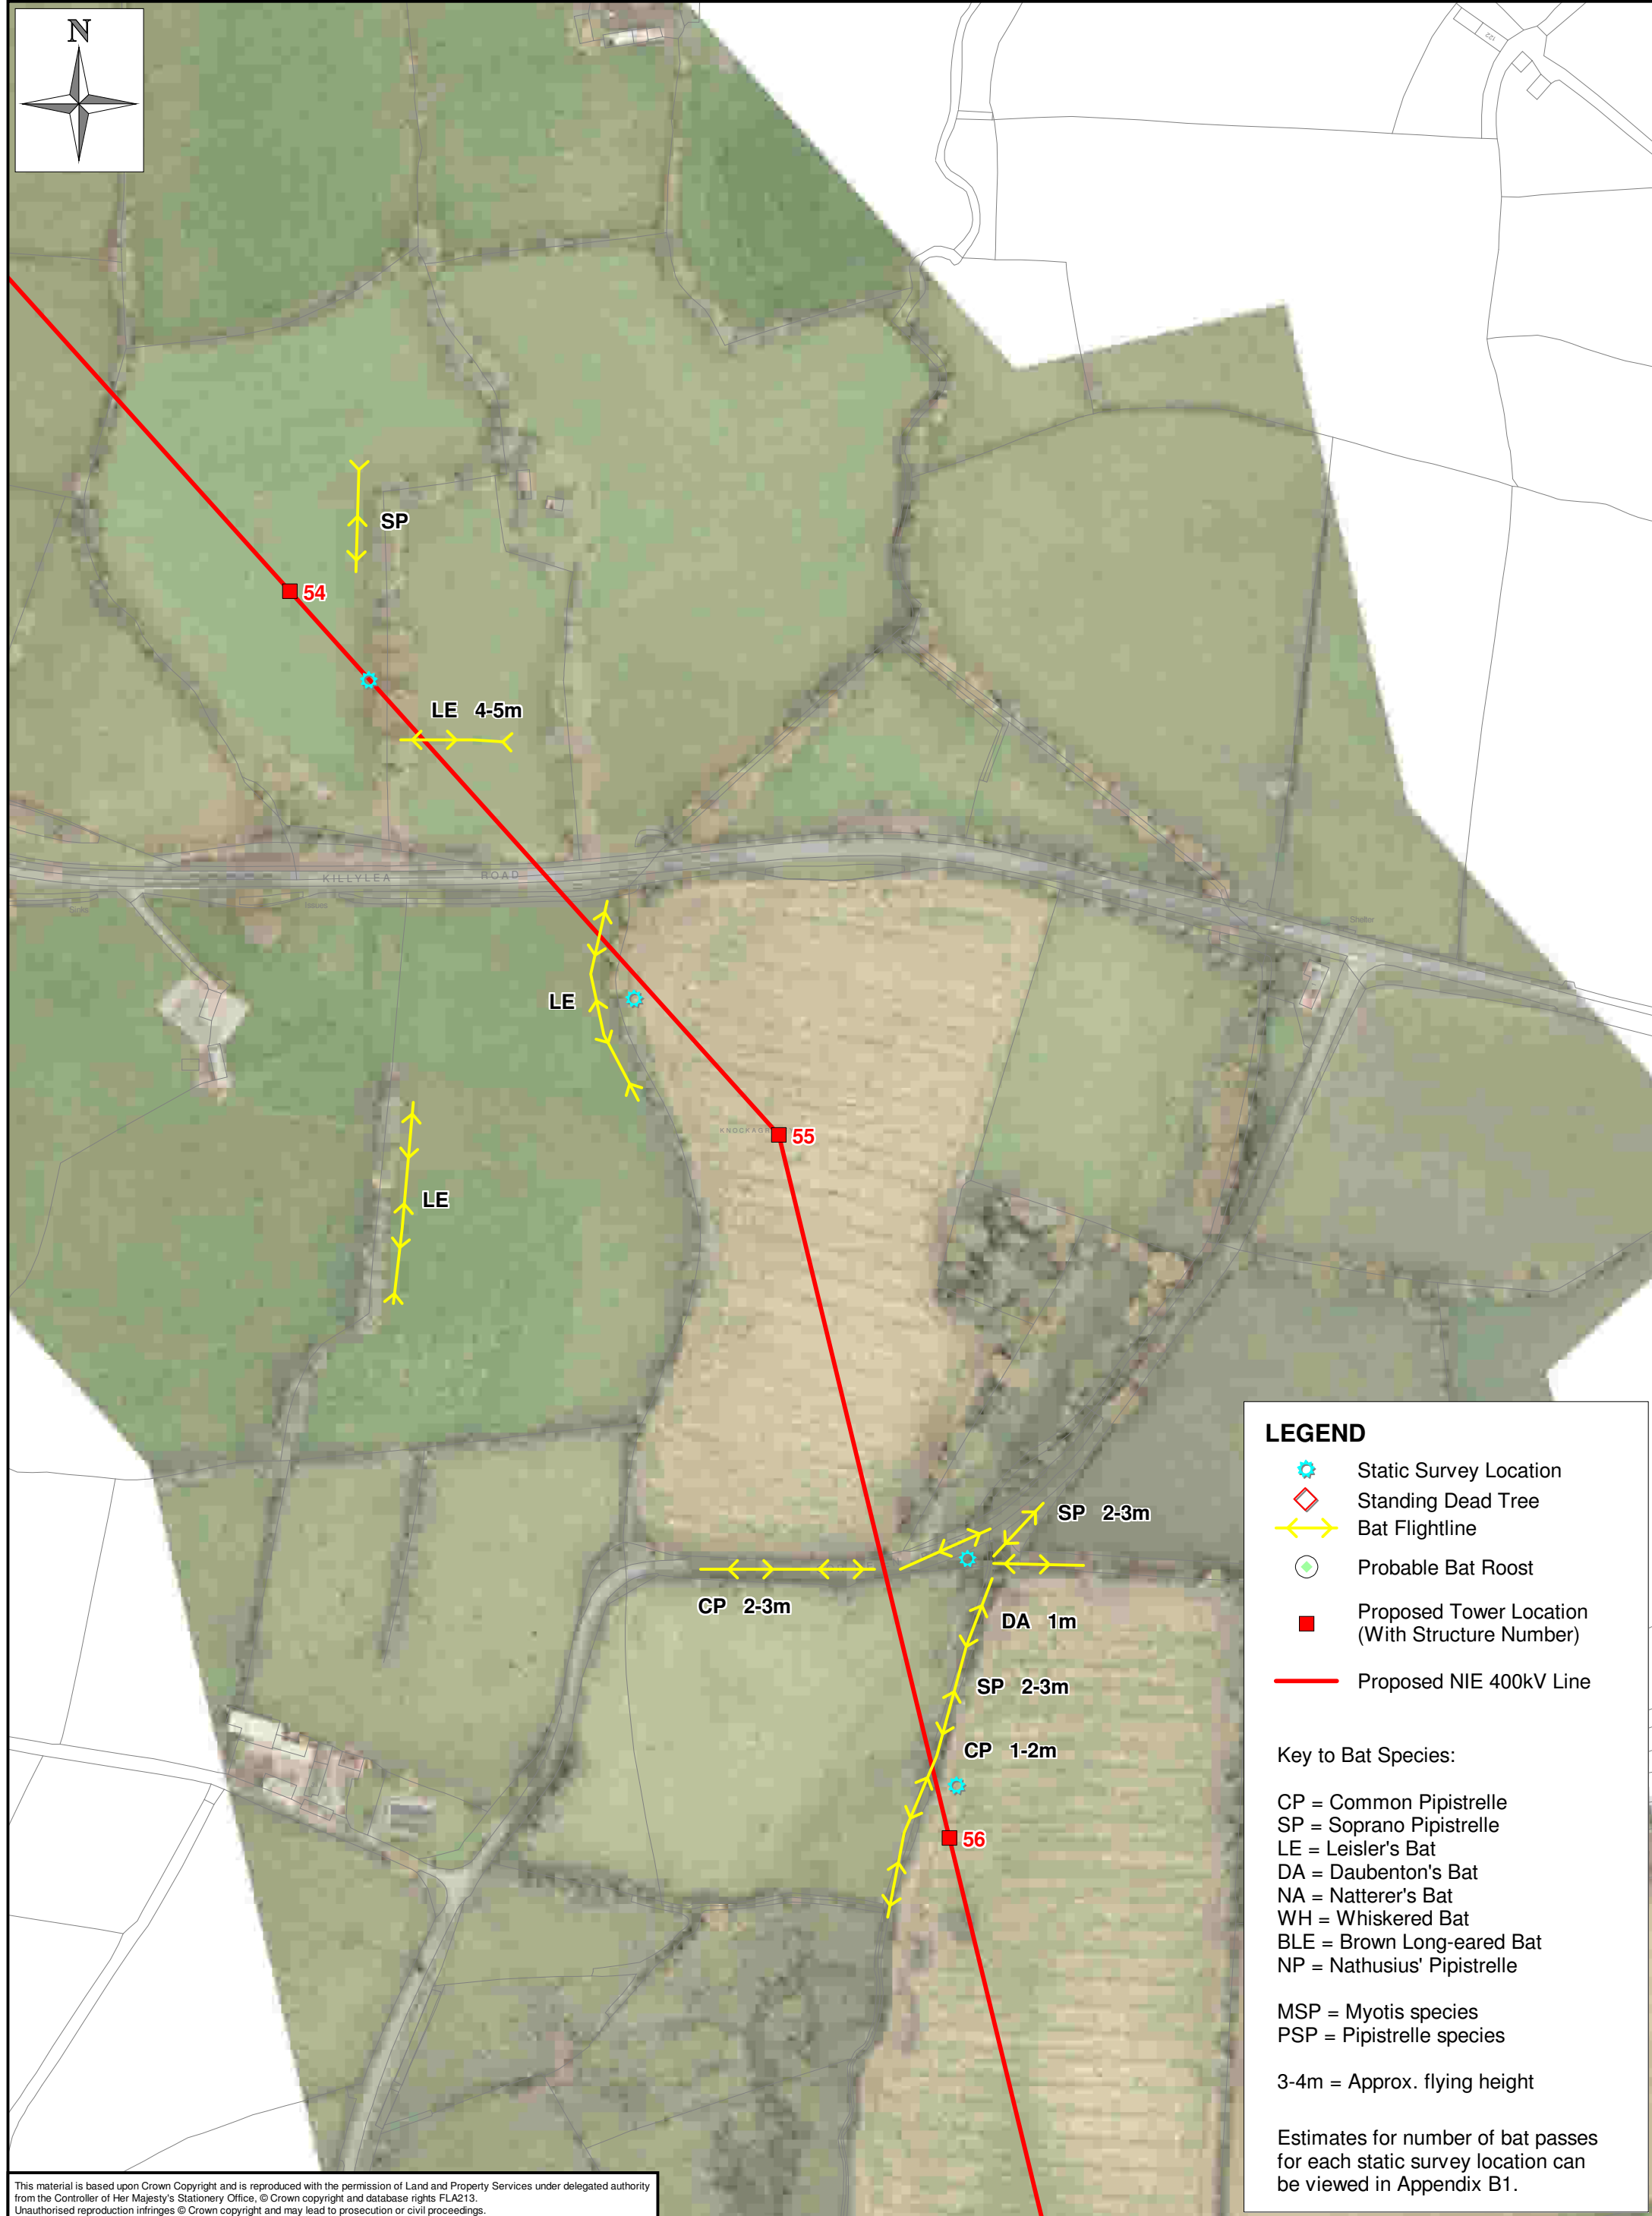 N
122
SP
54
LE 4-5m
KILLYLEA ROAD
Shelter
LE
55
LE
SP 2-3m
CP 2-3m
DA 1m
SP 2-3m
CP 1-2m
56
LEGEND
Static Survey Location
Standing Dead Tree
Bat Flightline
Probable Bat Roost
Proposed Tower Location
(With Structure Number)
Proposed NIE 400kV Line
Key to Bat Species:
CP = Common Pipistrelle
SP = Soprano Pipistrelle
LE = Leisler's Bat
DA = Daubenton's Bat
NA = Natterer's Bat
WH = Whiskered Bat
BLE = Brown Long-eared Bat
NP = Nathusius' Pipistrelle
MSP = Myotis species
PSP = Pipistrelle species
3-4m = Approx. flying height
Estimates for number of bat passes
for each static survey location can
be viewed in Appendix B1.
This material is based upon Crown Copyright and is reproduced with the permission of Land and Property Services under delegated authority
from the Controller of Her Majesty's Stationery Office, © Crown copyright and database rights FLA213.
Unauthorised reproduction infringes © Crown copyright and may lead to prosecution or civil proceedings.